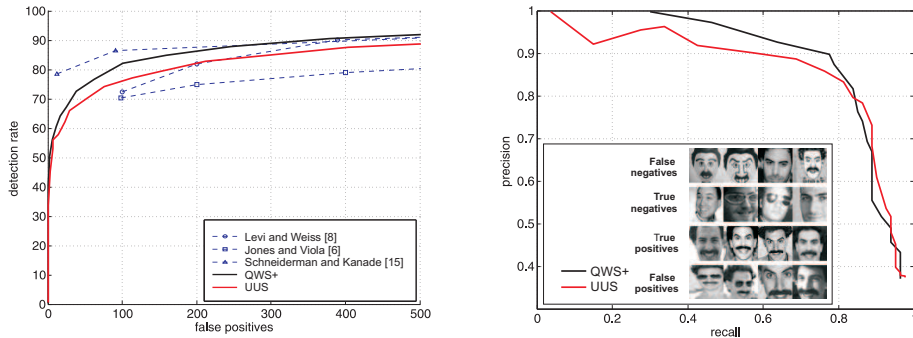 detection rate
100
90
80
70
60
50
40
30
20
10
0
0 100 200 300 400 500
false positives
Levi and Weiss [8]
Jones and Viola [6]
Schneiderman and Kanade [15]
QWS+
UUS
precision
1
0.9
0.8
0.7
0.6
0.5
0.4
0 0.2 0.4 0.6 0.8 1
recall
False
negatives
True
negatives
True
positives
False
positives
QWS+
UUS